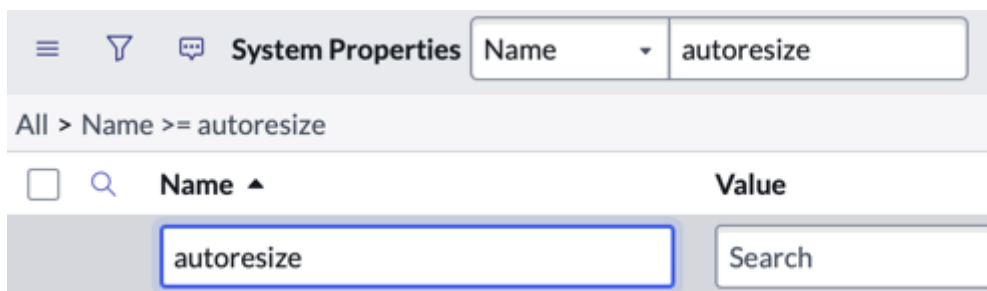 System Properties Name autoresize
All > Name >= autoresize
Name Value
autoresize Search